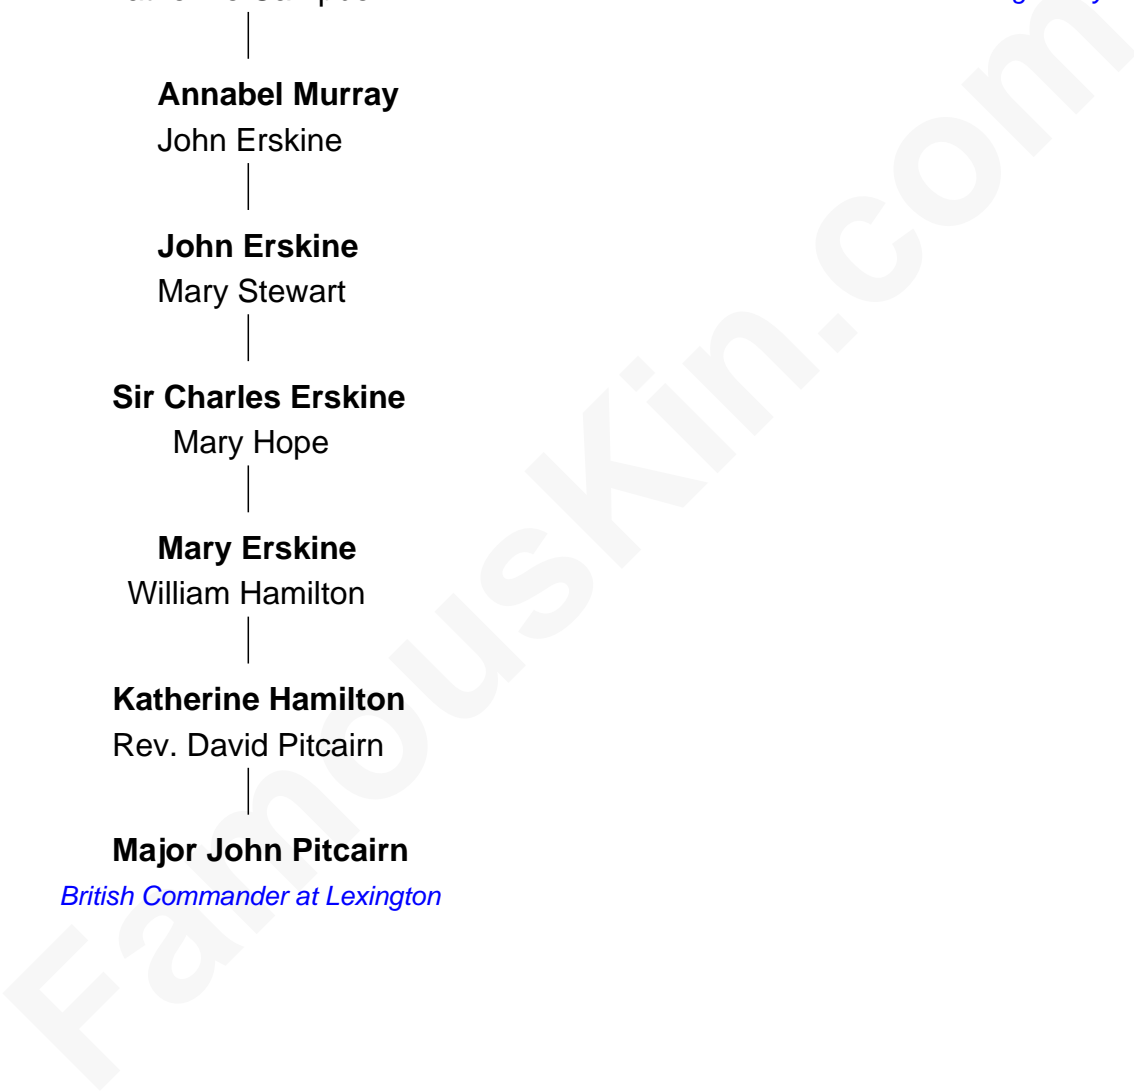 Annabel Murray
John Erskine
John Erskine
Mary Stewart
Sir Charles Erskine
Mary Hope
Mary Erskine
William Hamilton
Katherine Hamilton
Rev. David Pitcairn
Major John Pitcairn
British Commander at Lexington
FamousKin.com